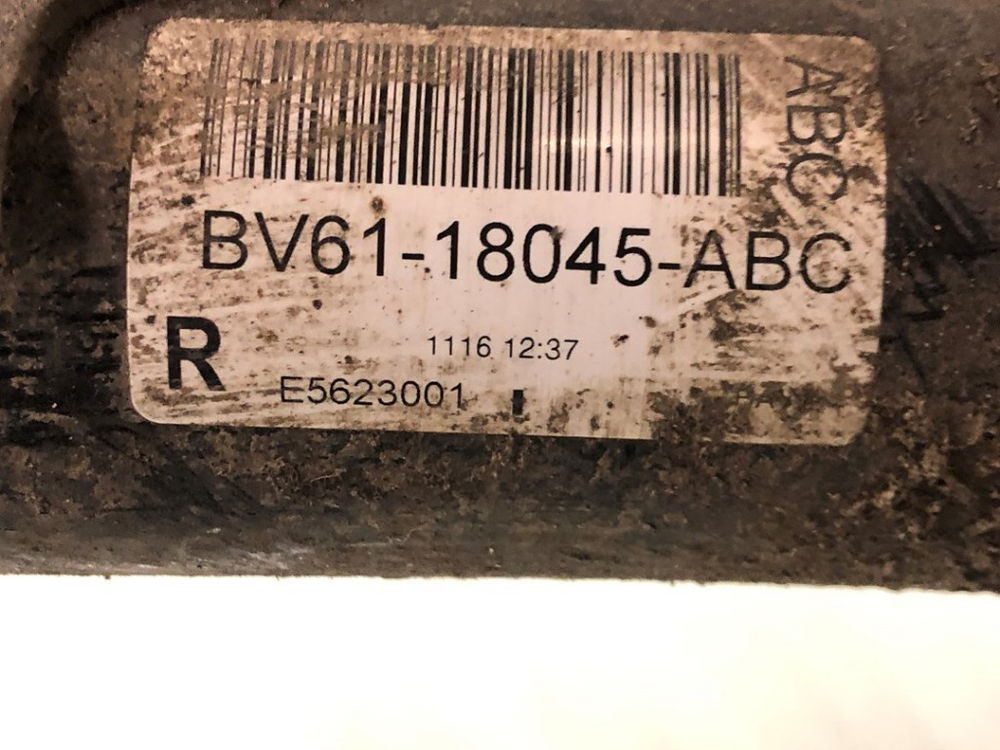 ABC
BV61-18045-ABC
R
1116 12:37
E5623001